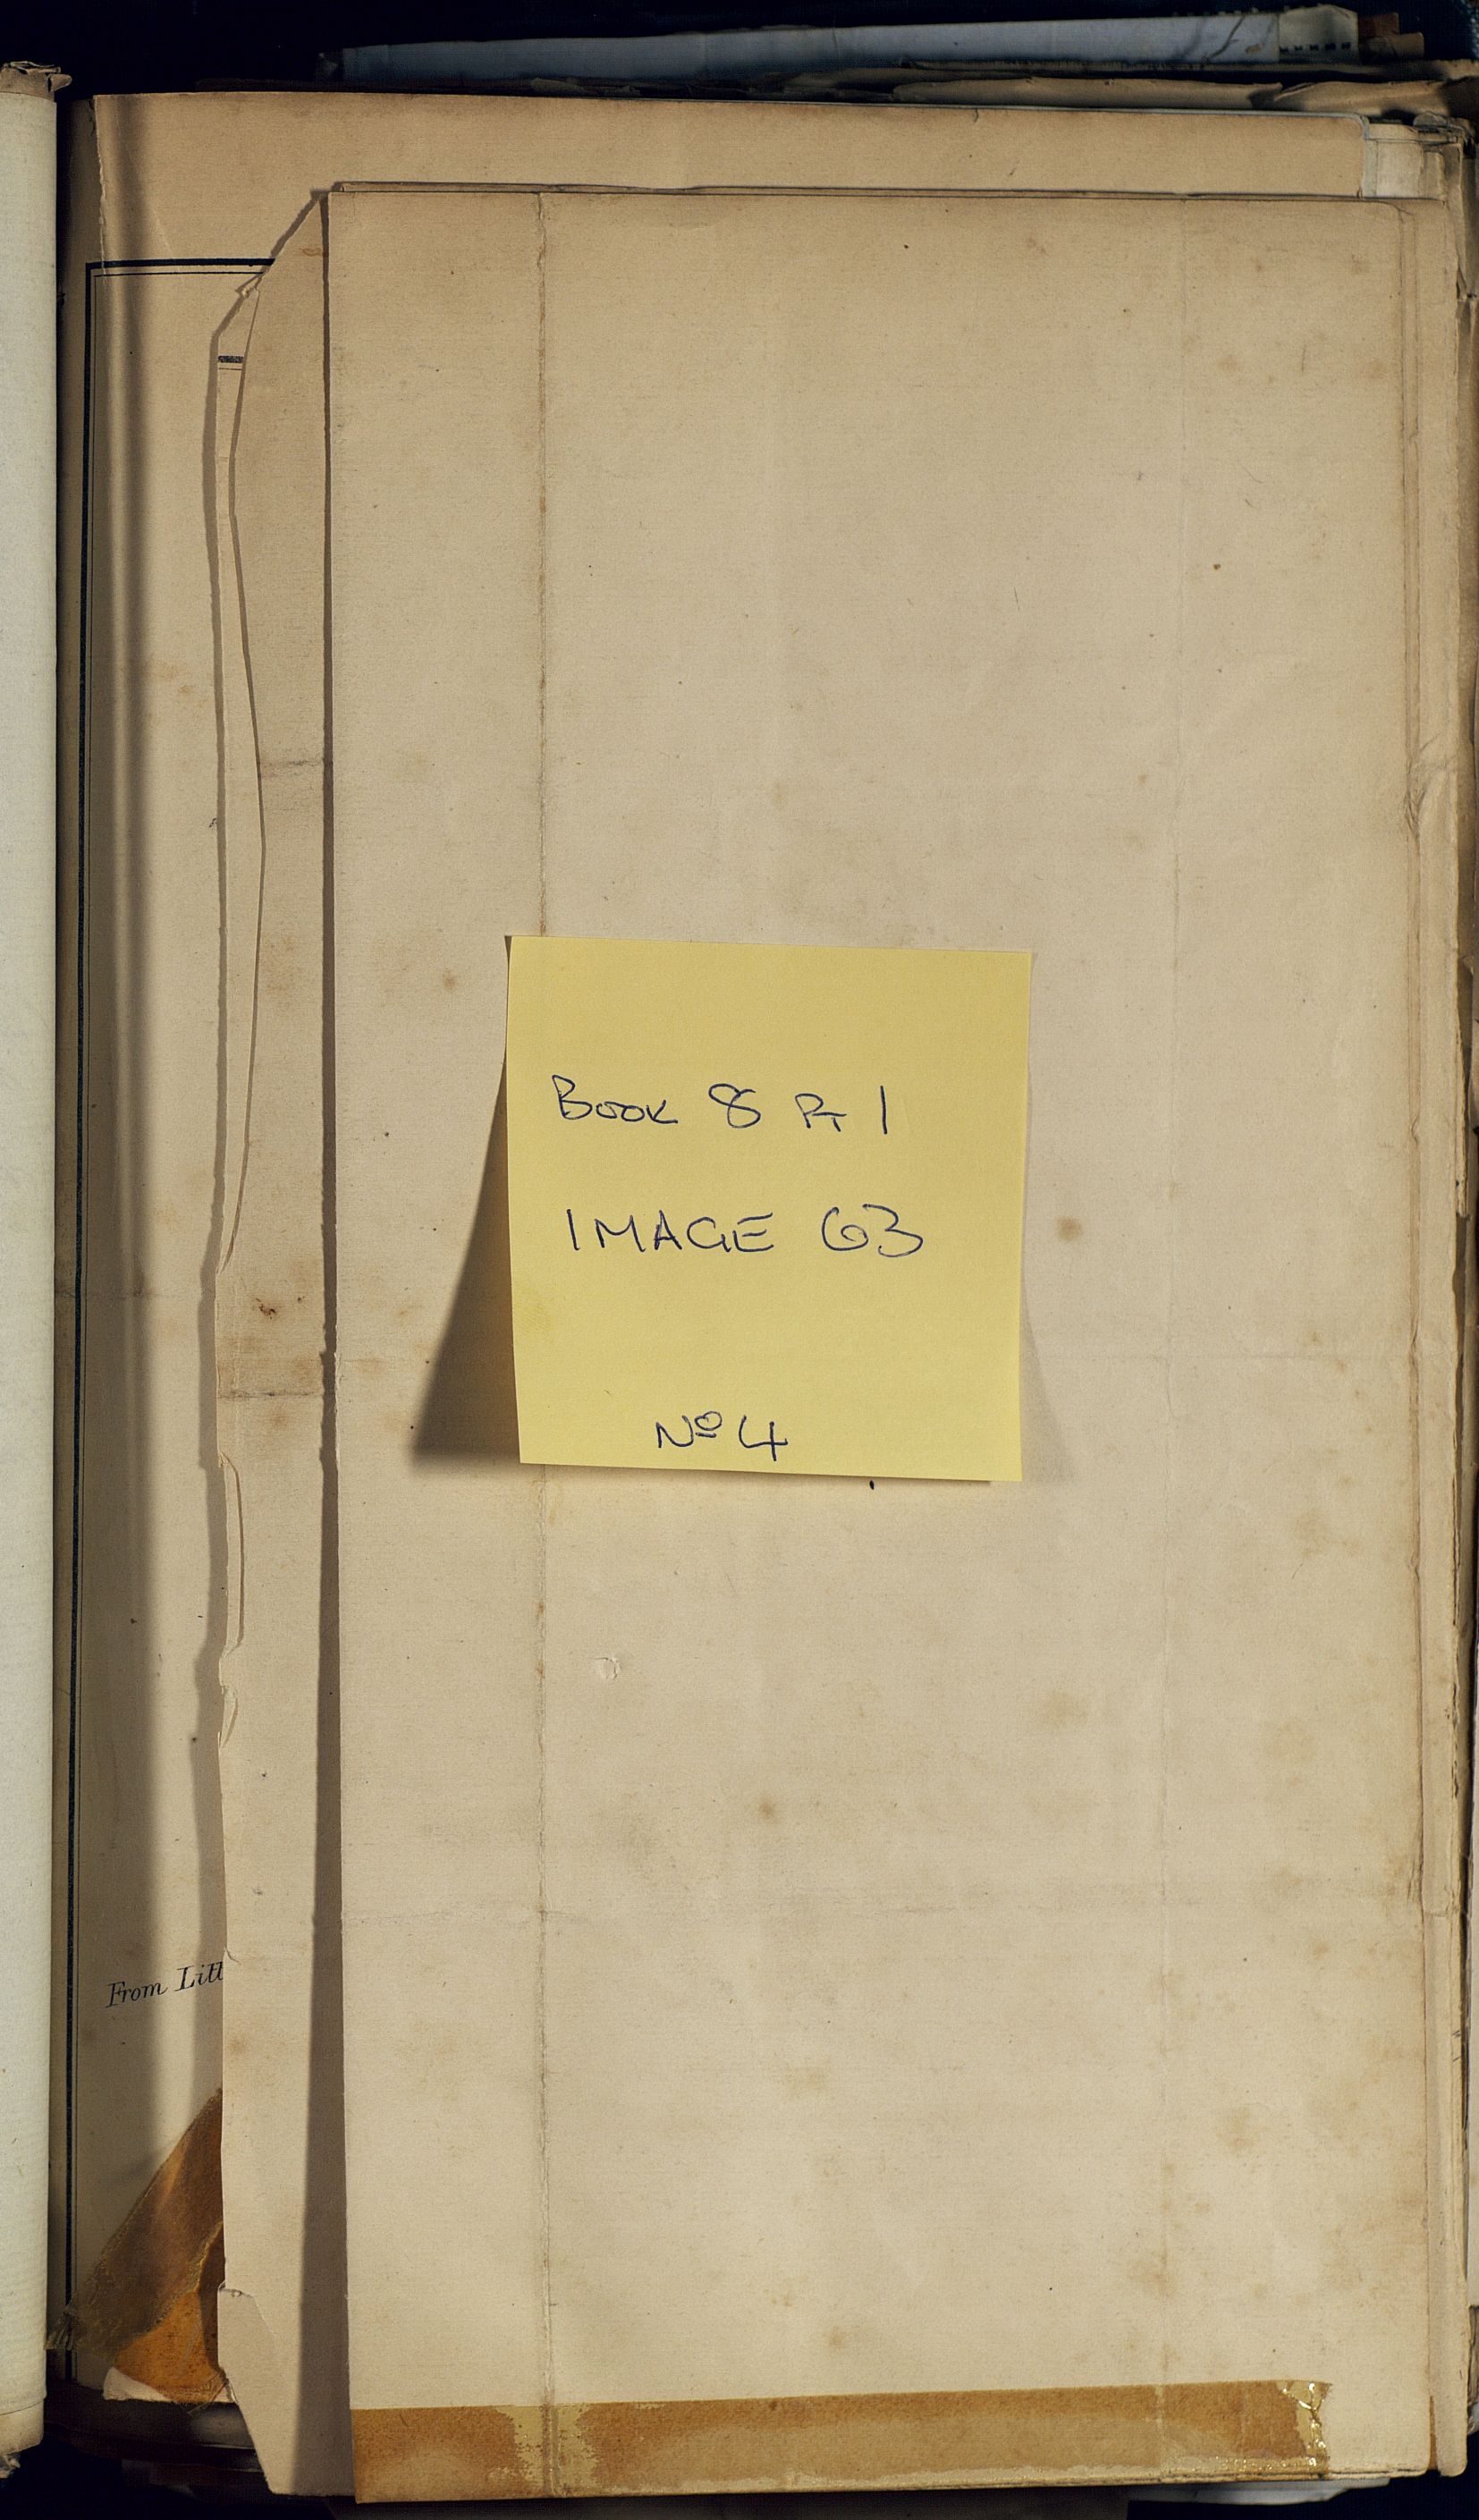 Book 8 PT 1
IMAGE 63
Nº 4
From Litt